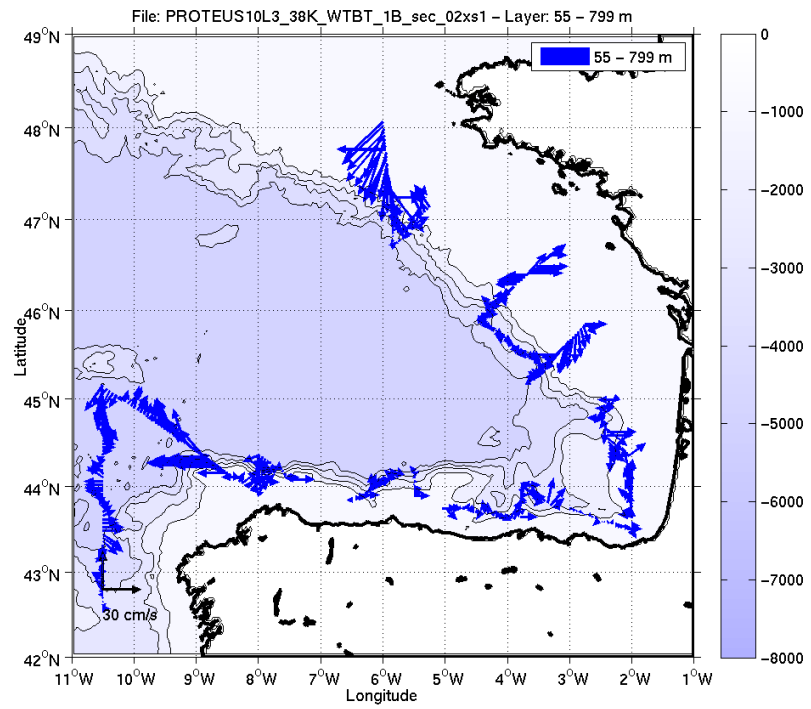 File: PROTEUS10L3_38K_WTBT_1B_sec_02xs1 – Layer: 55 – 799 m
55 – 799 m
49°N
48°N
47°N
46°N
45°N
44°N
43°N
42°N
Latitude
30 cm/s
11°W 10°W 9°W 8°W 7°W 6°W 5°W 4°W 3°W 2°W 1°W
Longitude
0
−1000
−2000
−3000
−4000
−5000
−6000
−7000
−8000